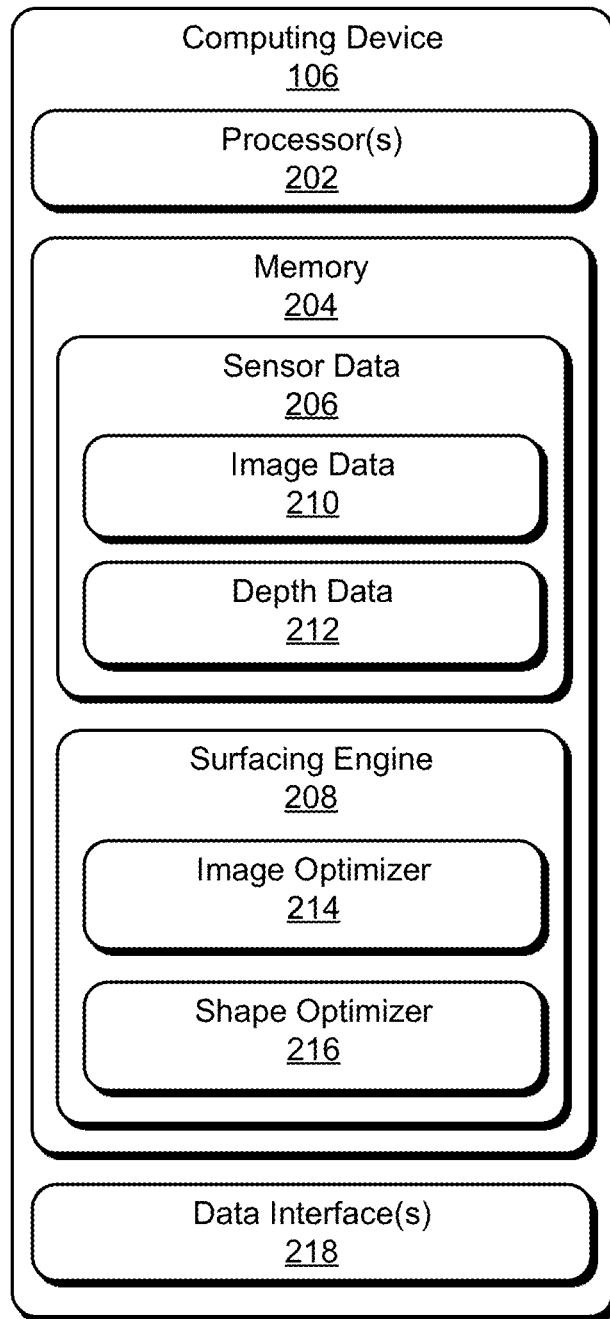 Computing Device
106
Processor(s)
202
Memory
204
Sensor Data
206
Image Data
210
Depth Data
212
Surfacing Engine
208
Image Optimizer
214
Shape Optimizer
216
Data Interface(s)
218